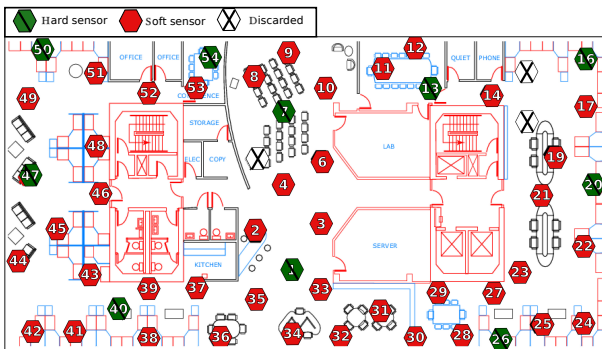 Hard sensor Soft sensor Discarded
50 54 9 12
OFFICE OFFICE QUIET PHONE 16
51 8 11
49 52 53 10 13 14
CONFERENCE 17
7
STORAGE
48 LAB
ELEC COPY 6 19
47
46 4 20
21
45 2 3
44 SERVER 22
43 KITCHEN 1 23
39 37 33 29 27
40 35
42 41 38 36 34 32 31 30 28 26 25 24